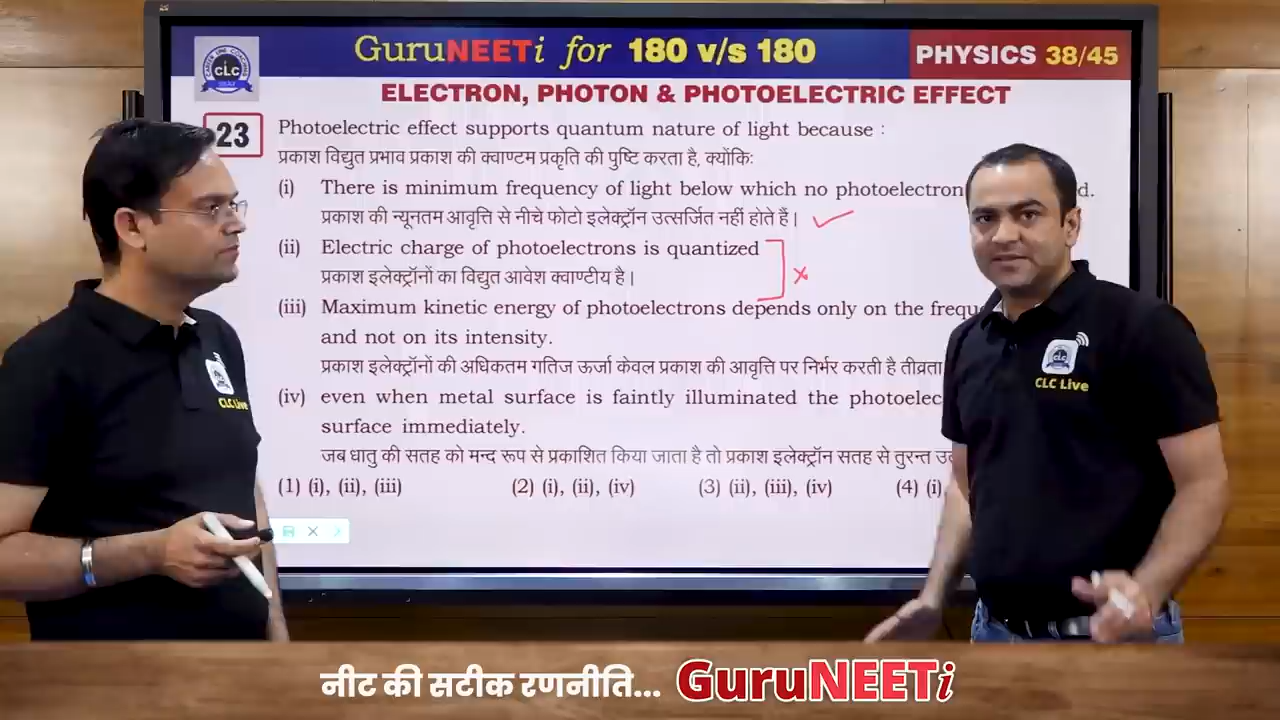 GuruNEETi for 180 v/s 180
PHYSICS 38/45
CLC
ELECTRON, PHOTON & PHOTOELECTRIC EFFECT
23
Photoelectric effect supports quantum nature of light because :
प्रकाश विद्युत प्रभाव प्रकाश की क्वाण्टम प्रकृति की पुष्टि करता है, क्योंकिः
(i) There is minimum frequency of light below which no photoelectron d.
प्रकाश की न्यूनतम आवृत्ति से नीचे फोटो इलेक्ट्रॉन उत्सर्जित नहीं होते हैं।
(ii) Electric charge of photoelectrons is quantized
प्रकाश इलेक्ट्रॉनों का विद्युत आवेश क्वाण्टीय है।
(iii) Maximum kinetic energy of photoelectrons depends only on the frequ
and not on its intensity.
प्रकाश इलेक्ट्रॉनों की अधिकतम गतिज ऊर्जा केवल प्रकाश की आवृत्ति पर निर्भर करती है तीव्रता
(iv) even when metal surface is faintly illuminated the photoelec
surface immediately.
जब धातु की सतह को मन्द रूप से प्रकाशित किया जाता है तो प्रकाश इलेक्ट्रॉन सतह से तुरन्त
(1) (i), (ii), (iii) (2) (i), (ii), (iv) (3) (ii), (iii), (iv) (4) (i)
CLC Live
CLC Live
नीट की सटीक रणनीति... GuruNEETi